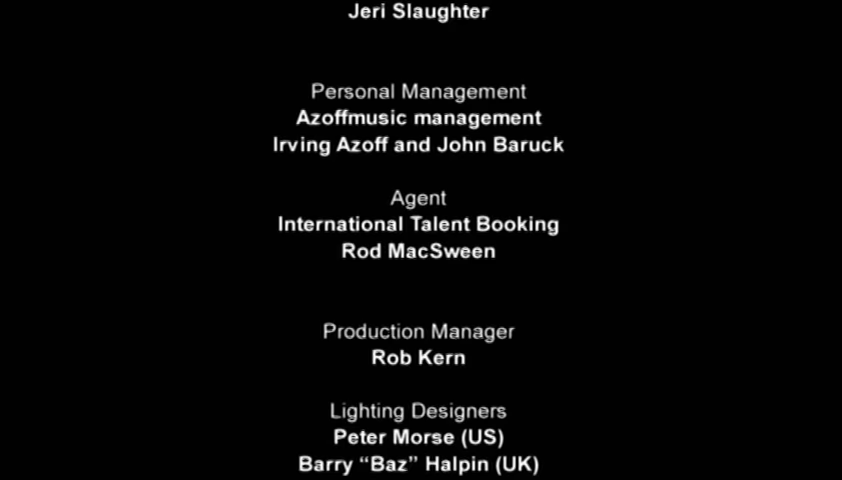 Jeri Slaughter
Personal Management
Azoffmusic management
Irving Azoff and John Baruck
Agent
International Talent Booking
Rod MacSween
Production Manager
Rob Kern
Lighting Designers
Peter Morse (US)
Barry “Baz” Halpin (UK)